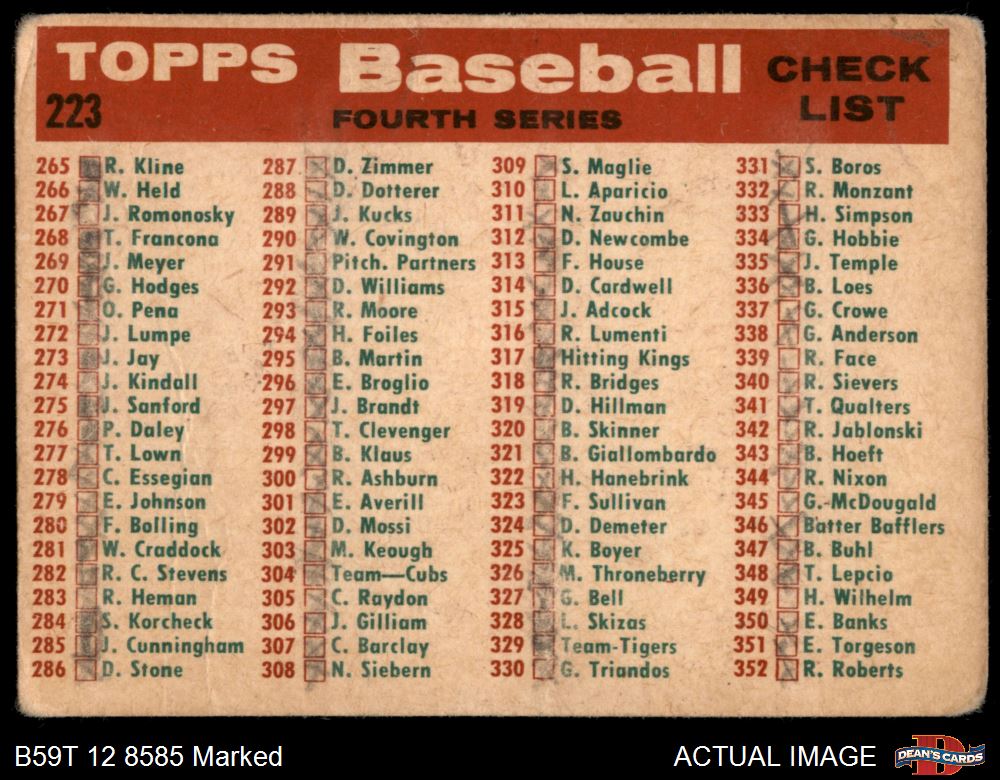 TOPPS Baseball CHECK LIST
223 FOURTH SERIES
265 R. Kline
266 W. Held
267 J. Romonosky
268 T. Francona
269 J. Meyer
270 G. Hodges
271 O. Pena
272 J. Lumpe
273 J. Jay
274 J. Kindall
275 J. Sanford
276 P. Daley
277 T. Lown
278 C. Essegian
279 E. Johnson
280 F. Bolling
281 W. Craddock
282 R. C. Stevens
283 R. Heman
284 S. Korcheck
285 J. Cunningham
286 D. Stone
287 D. Zimmer
288 D. Dotterer
289 J. Kucks
290 W. Covington
291 Pitch. Partners
292 D. Williams
293 R. Moore
294 H. Foiles
295 B. Martin
296 E. Broglio
297 J. Brandt
298 T. Clevenger
299 B. Klaus
300 R. Ashburn
301 E. Averill
302 D. Mossi
303 M. Keough
304 Team—Cubs
305 C. Raydon
306 J. Gilliam
307 C. Barclay
308 N. Siebern
309 S. Maglie
310 L. Aparicio
311 N. Zauchin
312 D. Newcombe
313 F. House
314 D. Cardwell
315 J. Adcock
316 R. Lumenti
317 Hitting Kings
318 R. Bridges
319 D. Hillman
320 B. Skinner
321 B. Giallombardo
322 H. Hanebrink
323 F. Sullivan
324 D. Demeter
325 K. Boyer
326 M. Throneberry
327 G. Bell
328 L. Skizas
329 Team-Tigers
330 G. Triandos
331 S. Boros
332 R. Monzant
333 H. Simpson
334 G. Hobbie
335 J. Temple
336 B. Loes
337 G. Crowe
338 G. Anderson
339 R. Face
340 R. Sievers
341 T. Qualters
342 R. Jablonski
343 B. Hoeft
344 R. Nixon
345 G. McDougald
346 Batter Bafflers
347 B. Buhl
348 T. Lepcio
349 H. Wilhelm
350 E. Banks
351 E. Torgeson
352 R. Roberts
B59T 12 8585 Marked
ACTUAL IMAGE
DEAN'S CARDS